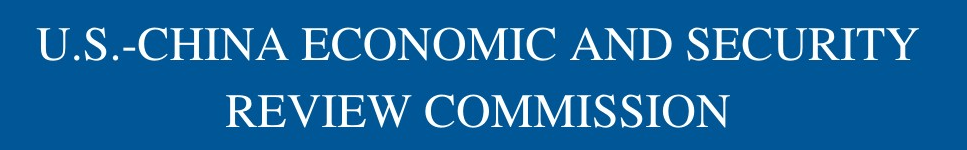 U.S.-CHINA ECONOMIC AND SECURITY
REVIEW COMMISSION